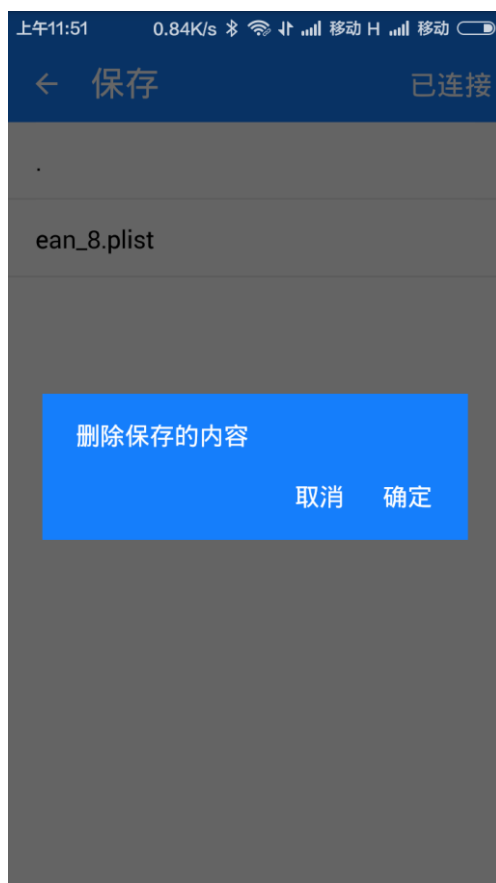 上午11:51 0.84K/s 移动 H 移动
保存 已连接
.
ean_8.plist
删除保存的内容
取消 确定